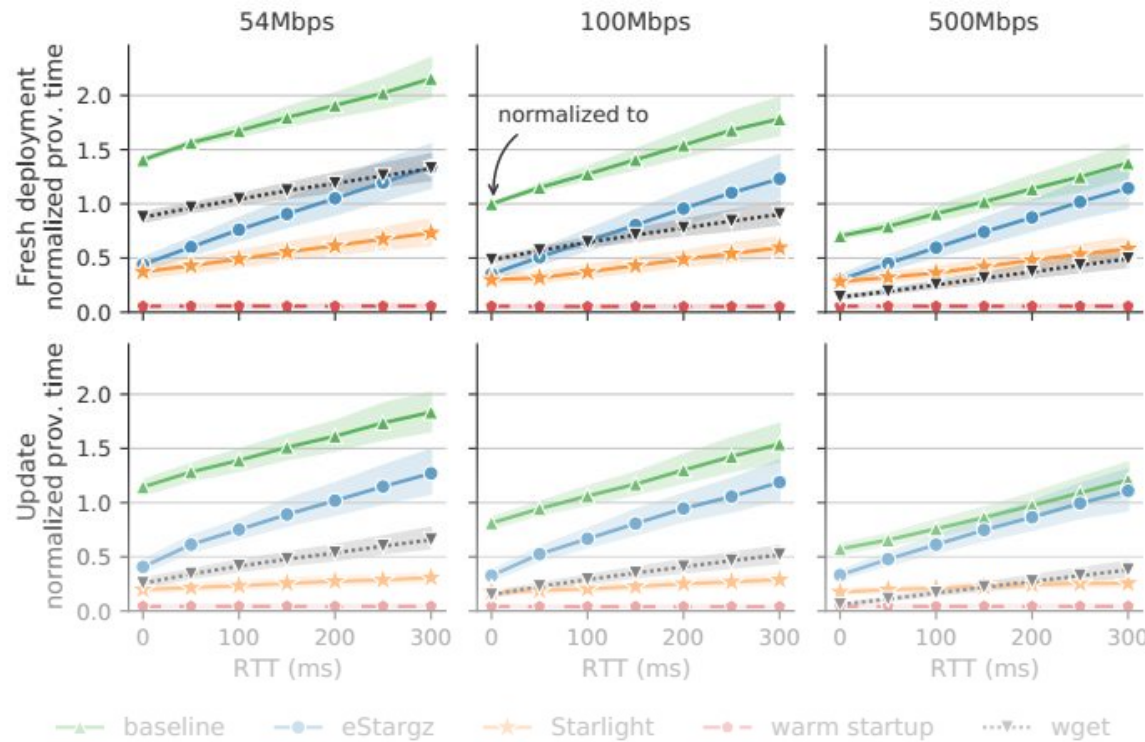 54Mbps 100Mbps 500Mbps
Fresh deployment
normalized prov. time
2.0
1.5
1.0
0.5
0.0
normalized to
Update
normalized prov. time
2.0
1.5
1.0
0.5
0.0
0 100 200 300 0 100 200 300 0 100 200 300
RTT (ms) RTT (ms) RTT (ms)
baseline eStargz Starlight warm startup wget